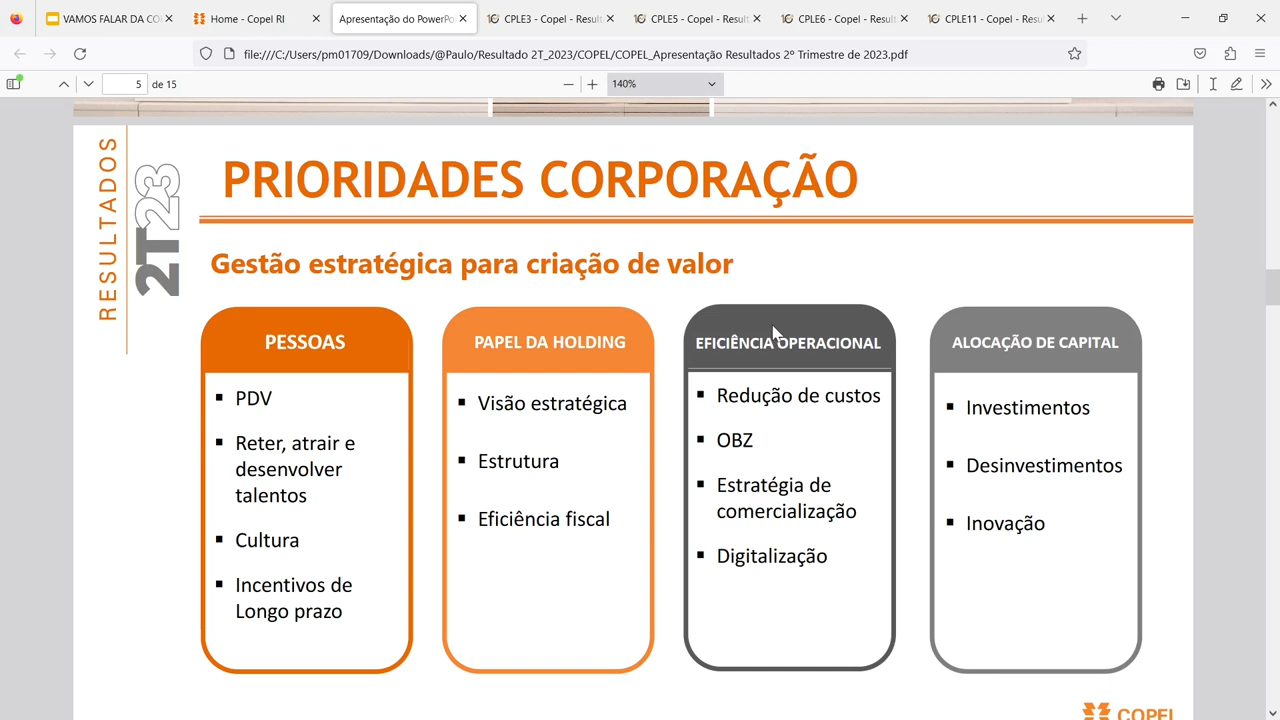 VAMOS FALAR DA CO
Home - Copel RI
Apresentação do PowerPo
CPLE3 - Copel - Resul
CPLE5 - Copel - Resul
CPLE6 - Copel - Resul
CPLE11 - Copel - Resu
file:///C:/Users/pm01709/Downloads/@Paulo/Resultado 2T_2023/COPEL/COPEL_Apresentação Resultados 2º Trimestre de 2023.pdf
5 de 15
140%
RESULTADOS
2T23
PRIORIDADES CORPORAÇÃO
Gestão estratégica para criação de valor
PESSOAS
▪ PDV
▪ Reter, atrair e
desenvolver
talentos
▪ Cultura
▪ Incentivos de
Longo prazo
PAPEL DA HOLDING
▪ Visão estratégica
▪ Estrutura
▪ Eficiência fiscal
EFICIÊNCIA OPERACIONAL
▪ Redução de custos
▪ OBZ
▪ Estratégia de
comercialização
▪ Digitalização
ALOCAÇÃO DE CAPITAL
▪ Investimentos
▪ Desinvestimentos
▪ Inovação
COPEL